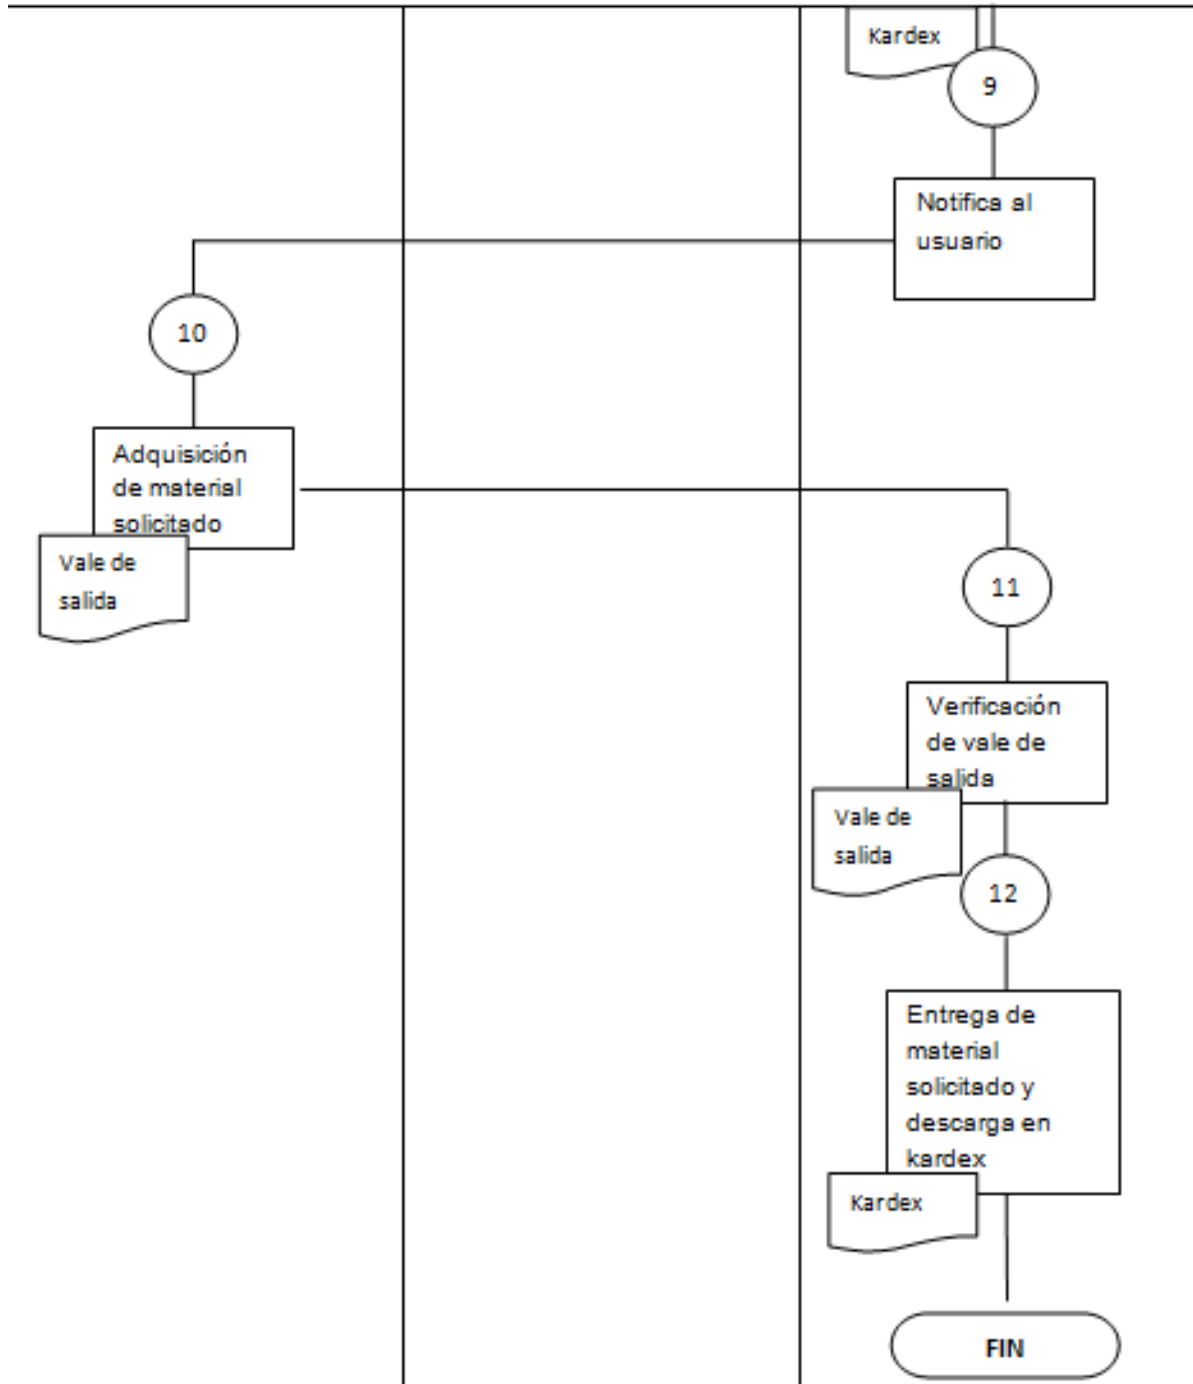 Kardex
9
Notifica al
usuario
10
Adquisición
de material
solicitado
Vale de
salida
11
Verificación
de vale de
salida
Vale de
salida
12
Entrega de
material
solicitado y
descarga en
kardex
Kardex
FIN